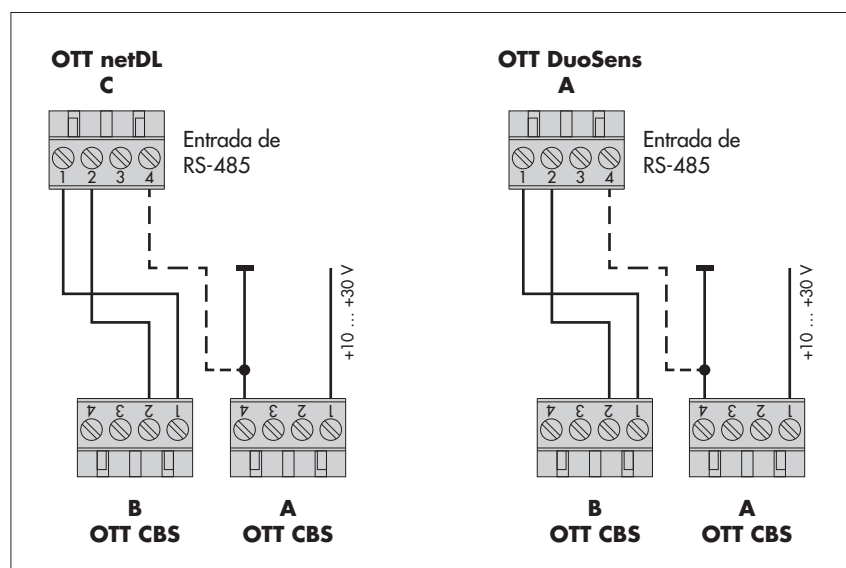 OTT netDL
C
Entrada de
RS-485
1 2 3 4
+10 ... +30 V
4 3 2 1
4 3 2 1
B
OTT CBS
A
OTT CBS
OTT DuoSens
A
Entrada de
RS-485
1 2 3 4
+10 ... +30 V
4 3 2 1
4 3 2 1
B
OTT CBS
A
OTT CBS